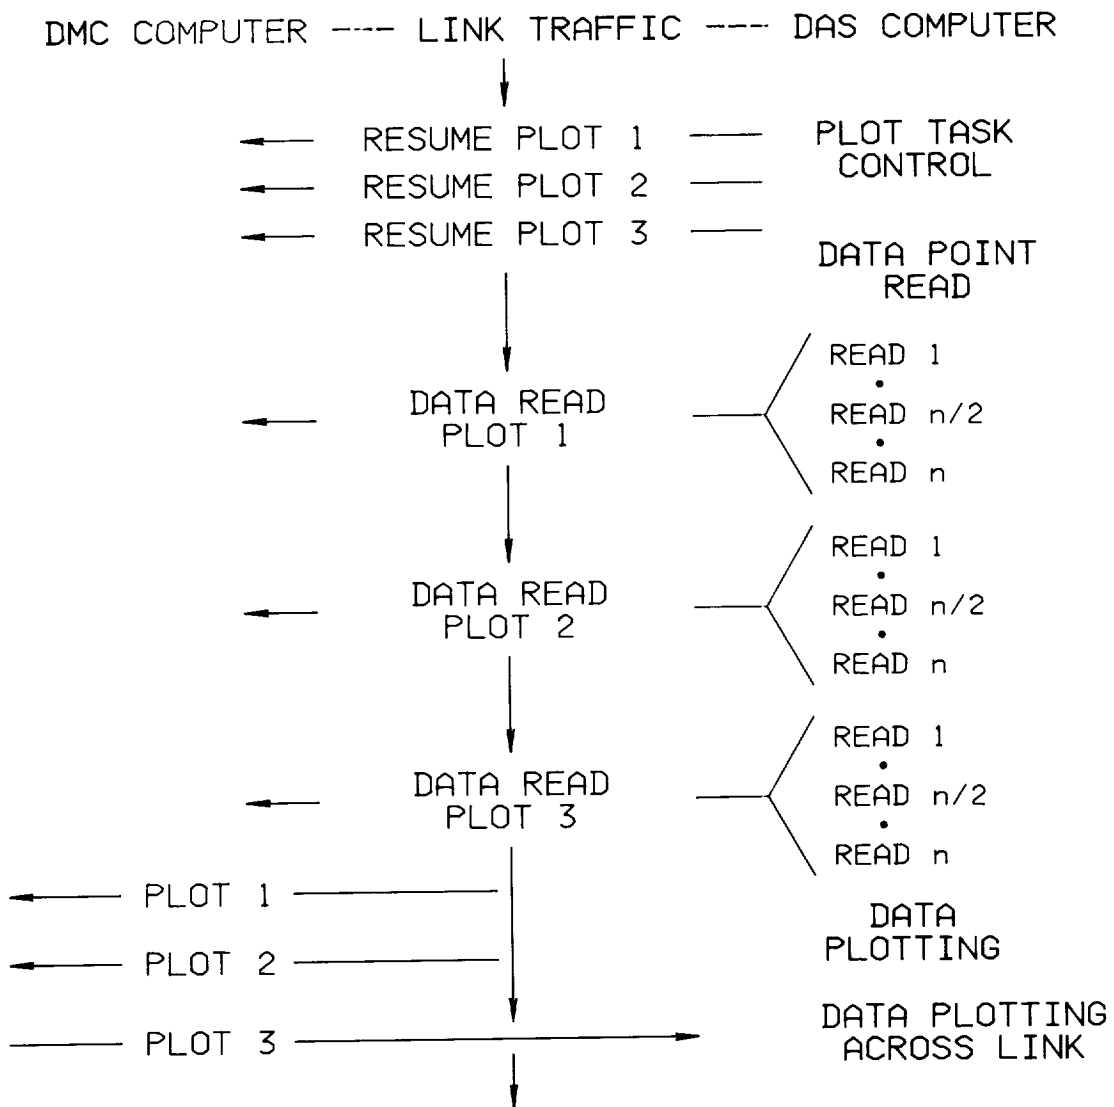 DMC COMPUTER ---- LINK TRAFFIC ---- DAS COMPUTER
RESUME PLOT 1
PLOT TASK
CONTROL
RESUME PLOT 2
RESUME PLOT 3
DATA POINT
READ
DATA READ
PLOT 1
READ 1
READ n/2
READ n
DATA READ
PLOT 2
READ 1
READ n/2
READ n
DATA READ
PLOT 3
READ 1
READ n/2
READ n
PLOT 1
DATA
PLOTTING
PLOT 2
PLOT 3
DATA PLOTTING
ACROSS LINK